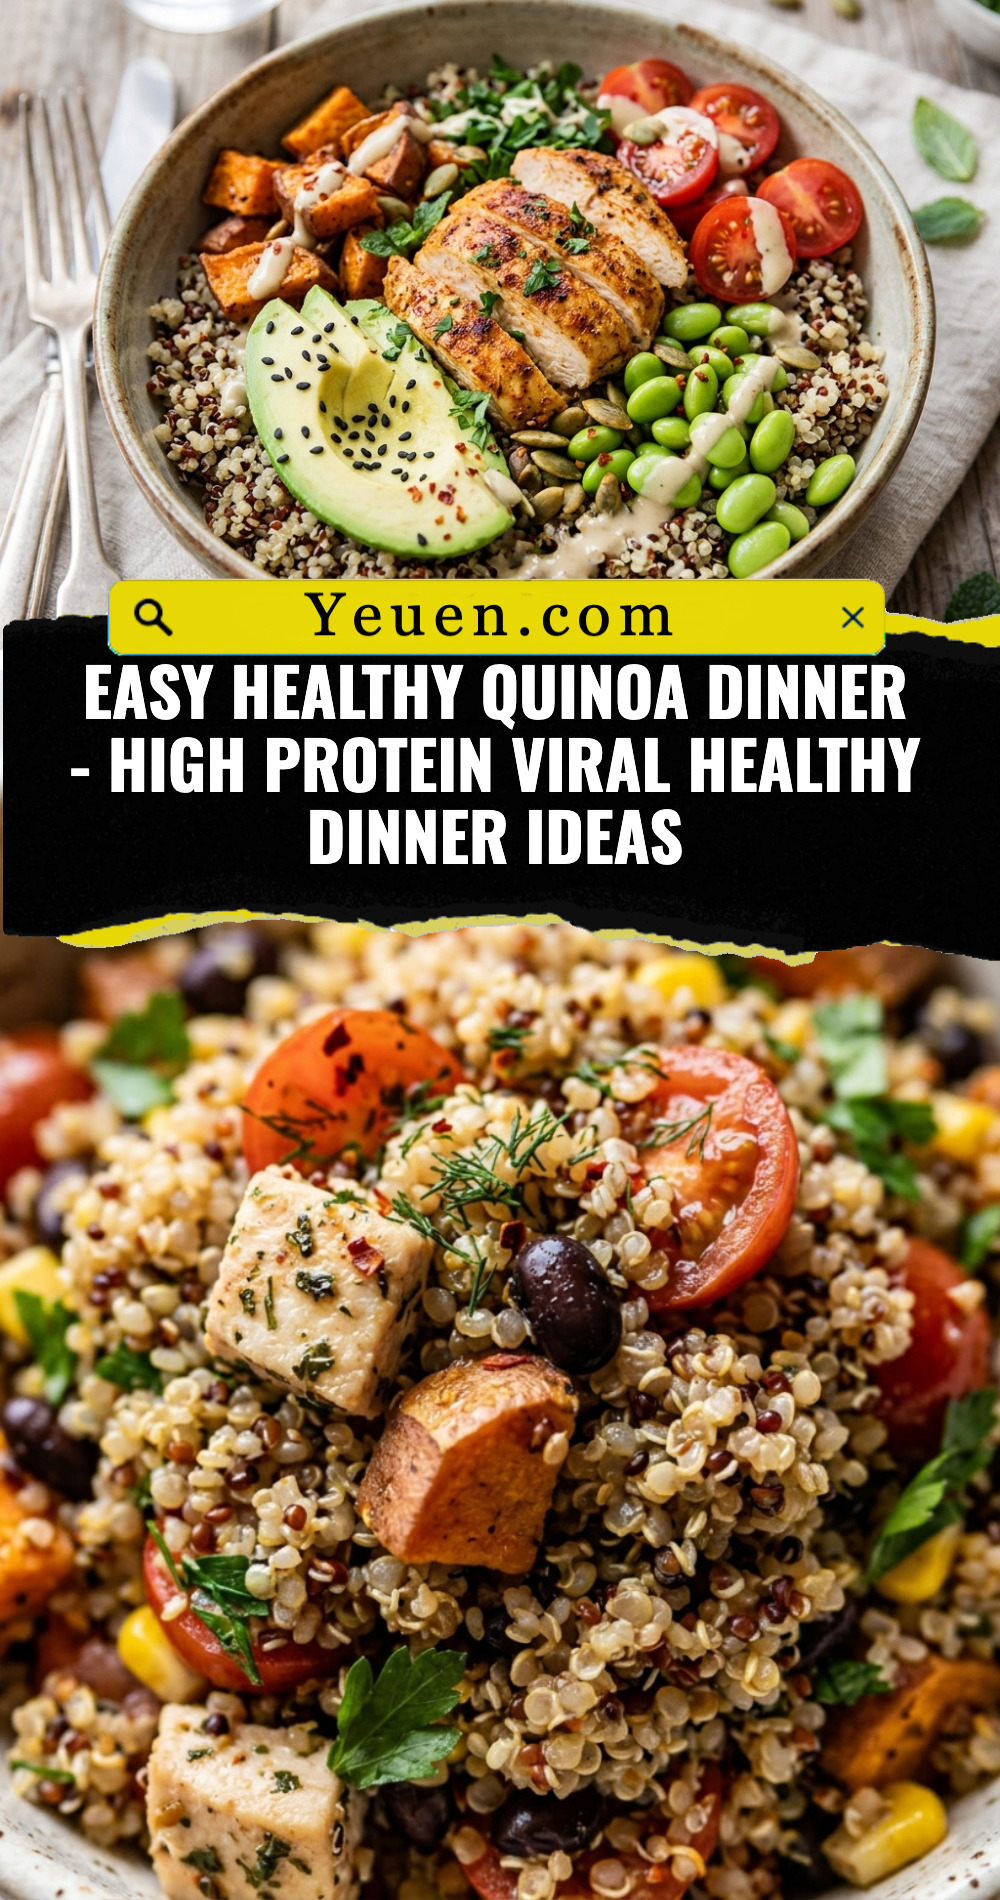 Yeuen.com
EASY HEALTHY QUINOA DINNER
- HIGH PROTEIN VIRAL HEALTHY
DINNER IDEAS